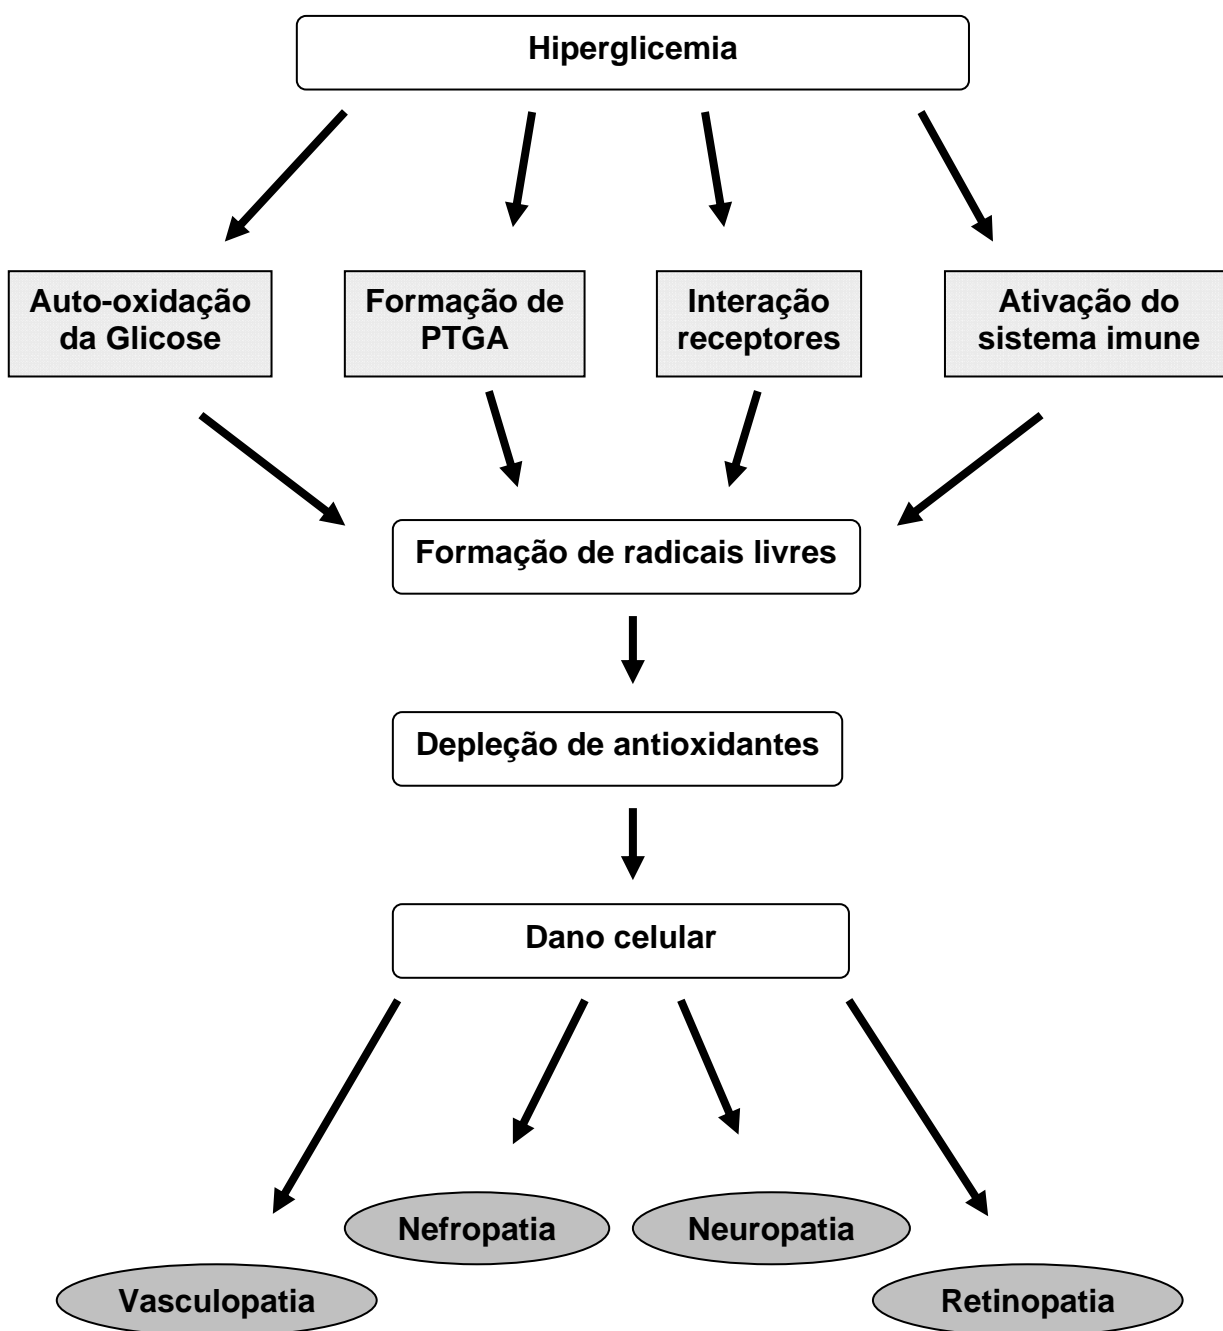 Hiperglicemia
Auto-oxidação
da Glicose
Formação de
PTGA
Interação
receptores
Ativação do
sistema imune
Formação de radicais livres
Depleção de antioxidantes
Dano celular
Nefropatia
Neuropatia
Vasculopatia
Retinopatia